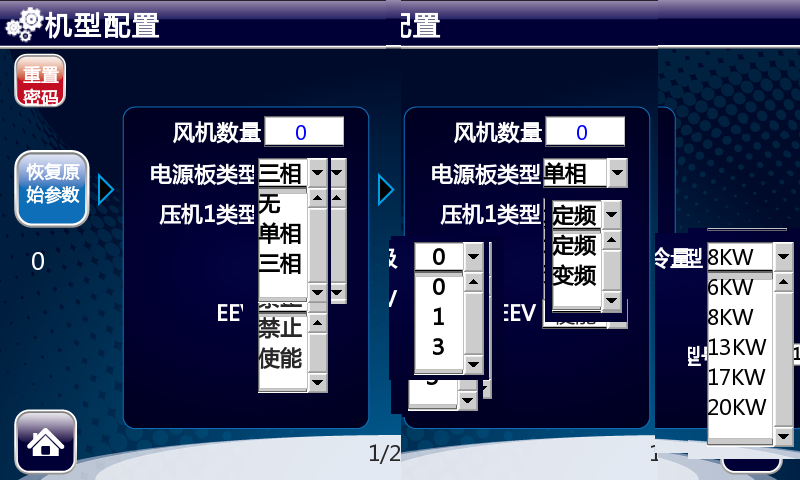 机型配置
配置
重置
密码
风机数量 0
风机数量 0
恢复原
始参数
电源板类型 三相
无
单相
三相
电源板类型 单相
压机1类型
压机1类型 定频
定频
变频
0
级 0
0
1
3
冷量 8KW
6KW
8KW
13KW
17KW
20KW
EEV
禁止
使能
EEV 使能
1/2